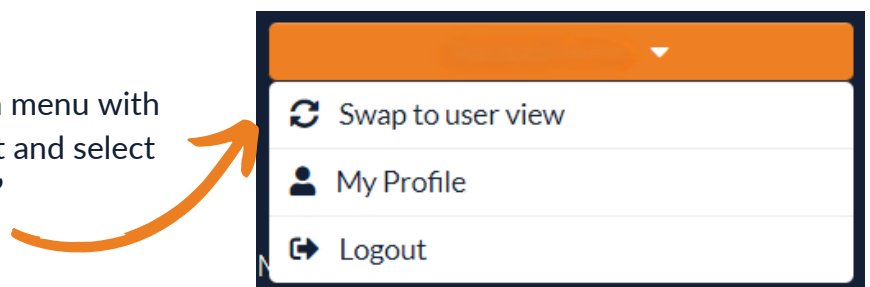 menu with
t and select
”
Swap to user view
My Profile
Logout